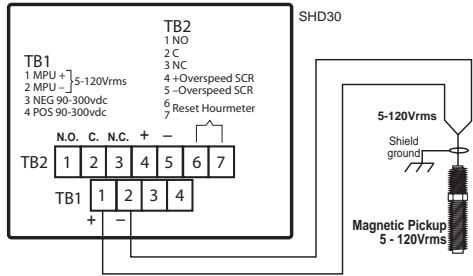 SHD30
TB2
1 NO
2 C
3 NC
4 +Overspeed SCR
5 –Overspeed SCR
6
7
Reset Hourmeter
TB1
1 MPU +
2 MPU –
5-120Vrms
3 NEG 90-300vdc
4 POS 90-300vdc
N.O. C. N.C. + –
TB2 1 2 3 4 5 6 7
TB1 1 2 3 4
+ –
5-120Vrms
Shield
ground
Magnetic Pickup
5 - 120Vrms